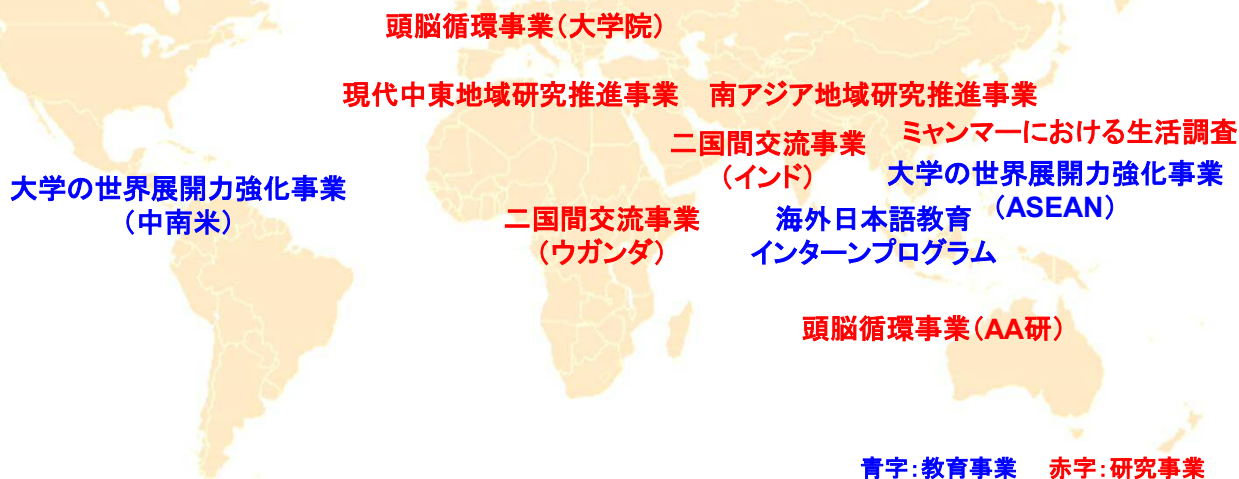 頭脳循環事業（大学院）
現代中東地域研究推進事業
南アジア地域研究推進事業
ミャンマーにおける生活調査
二国間交流事業
（インド）
大学の世界展開力強化事業
（ASEAN）
大学の世界展開力強化事業
（中南米）
二国間交流事業
（ウガンダ）
海外日本語教育
インターンプログラム
頭脳循環事業（AA研）
青字：教育事業
赤字：研究事業